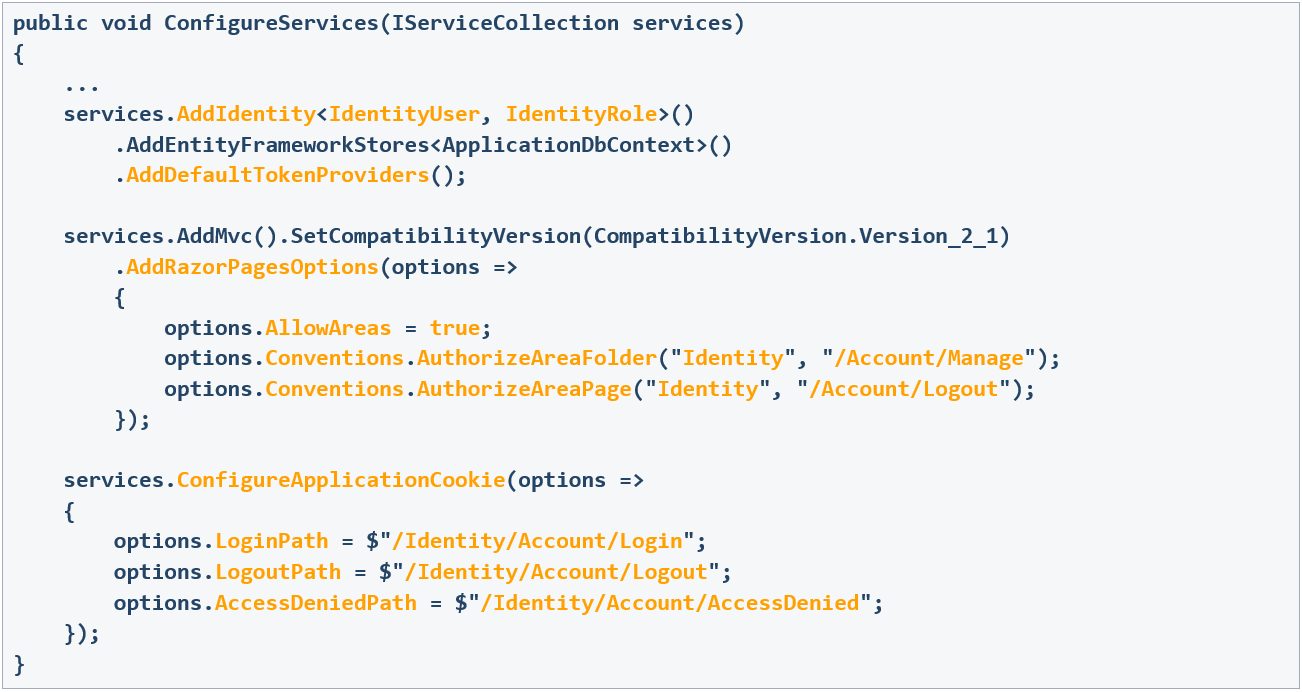 public void ConfigureServices(IServiceCollection services)
{
    ...
    services.AddIdentity<IdentityUser, IdentityRole>()
        .AddEntityFrameworkStores<ApplicationDbContext>()
        .AddDefaultTokenProviders();

    services.AddMvc().SetCompatibilityVersion(CompatibilityVersion.Version_2_1)
        .AddRazorPagesOptions(options =>
        {
            options.AllowAreas = true;
            options.Conventions.AuthorizeAreaFolder("Identity", "/Account/Manage");
            options.Conventions.AuthorizeAreaPage("Identity", "/Account/Logout");
        });

    services.ConfigureApplicationCookie(options =>
    {
        options.LoginPath = $"/Identity/Account/Login";
        options.LogoutPath = $"/Identity/Account/Logout";
        options.AccessDeniedPath = $"/Identity/Account/AccessDenied";
    });
}